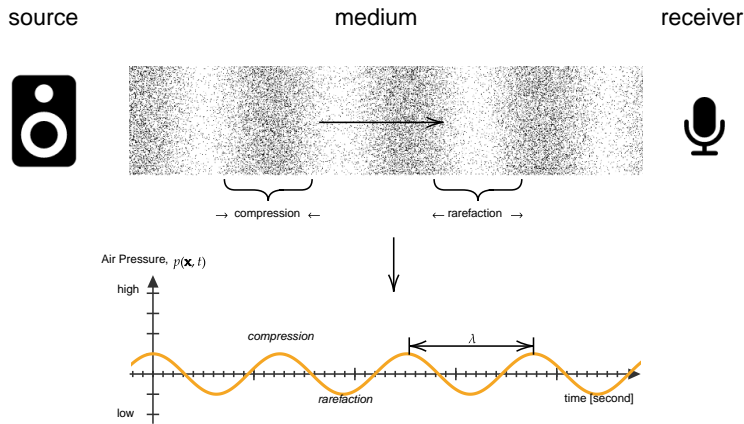 source medium receiver
→ compression ←
← rarefaction →
Air Pressure, p(x, t)
high
compression
λ
rarefaction
time [second]
low